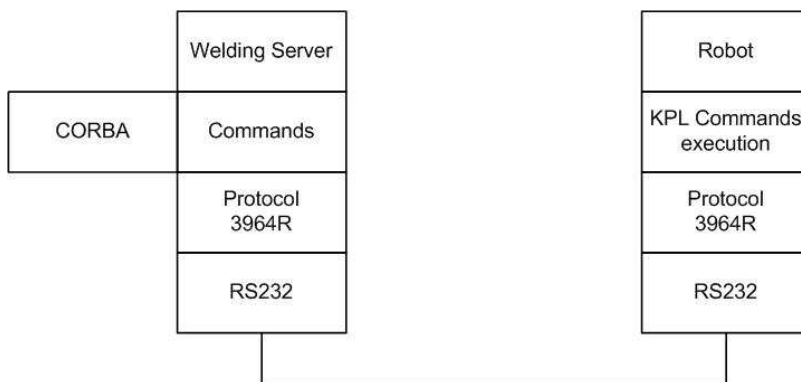 Welding Server
Robot
CORBA
Commands
KPL Commands
execution
Protocol
3964R
Protocol
3964R
RS232
RS232